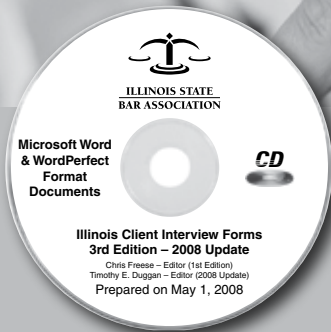 ILLINOIS STATE
BAR ASSOCIATION
Microsoft Word
& WordPerfect
Format
Documents
CD
Illinois Client Interview Forms
3rd Edition – 2008 Update
Chris Freese – Editor (1st Edition)
Timothy E. Duggan – Editor (2008 Update)
Prepared on May 1, 2008